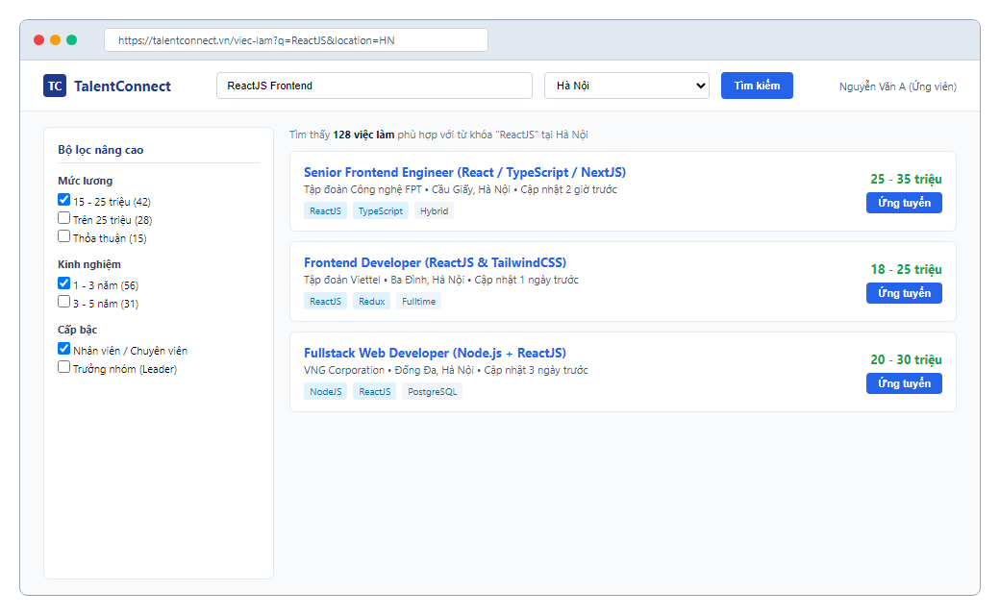 https://talentconnect.vn/viec-lam?q=ReactJS&location=HN
TC TalentConnect
ReactJS Frontend
Hà Nội
Tìm kiếm
Nguyễn Văn A (Ứng viên)
Bộ lọc nâng cao
Mức lương
15 - 25 triệu (42)
Trên 25 triệu (28)
Thỏa thuận (15)
Kinh nghiệm
1 - 3 năm (56)
3 - 5 năm (31)
Cấp bậc
Nhân viên / Chuyên viên
Trưởng nhóm (Leader)
Tìm thấy 128 việc làm phù hợp với từ khóa "ReactJS" tại Hà Nội
Senior Frontend Engineer (React / TypeScript / NextJS)
Tập đoàn Công nghệ FPT • Cầu Giấy, Hà Nội • Cập nhật 2 giờ trước
ReactJS TypeScript Hybrid
25 - 35 triệu
Ứng tuyển
Frontend Developer (ReactJS & TailwindCSS)
Tập đoàn Viettel • Ba Đình, Hà Nội • Cập nhật 1 ngày trước
ReactJS Redux Fulltime
18 - 25 triệu
Ứng tuyển
Fullstack Web Developer (Node.js + ReactJS)
VNG Corporation • Đống Đa, Hà Nội • Cập nhật 3 ngày trước
NodeJS ReactJS PostgreSQL
20 - 30 triệu
Ứng tuyển